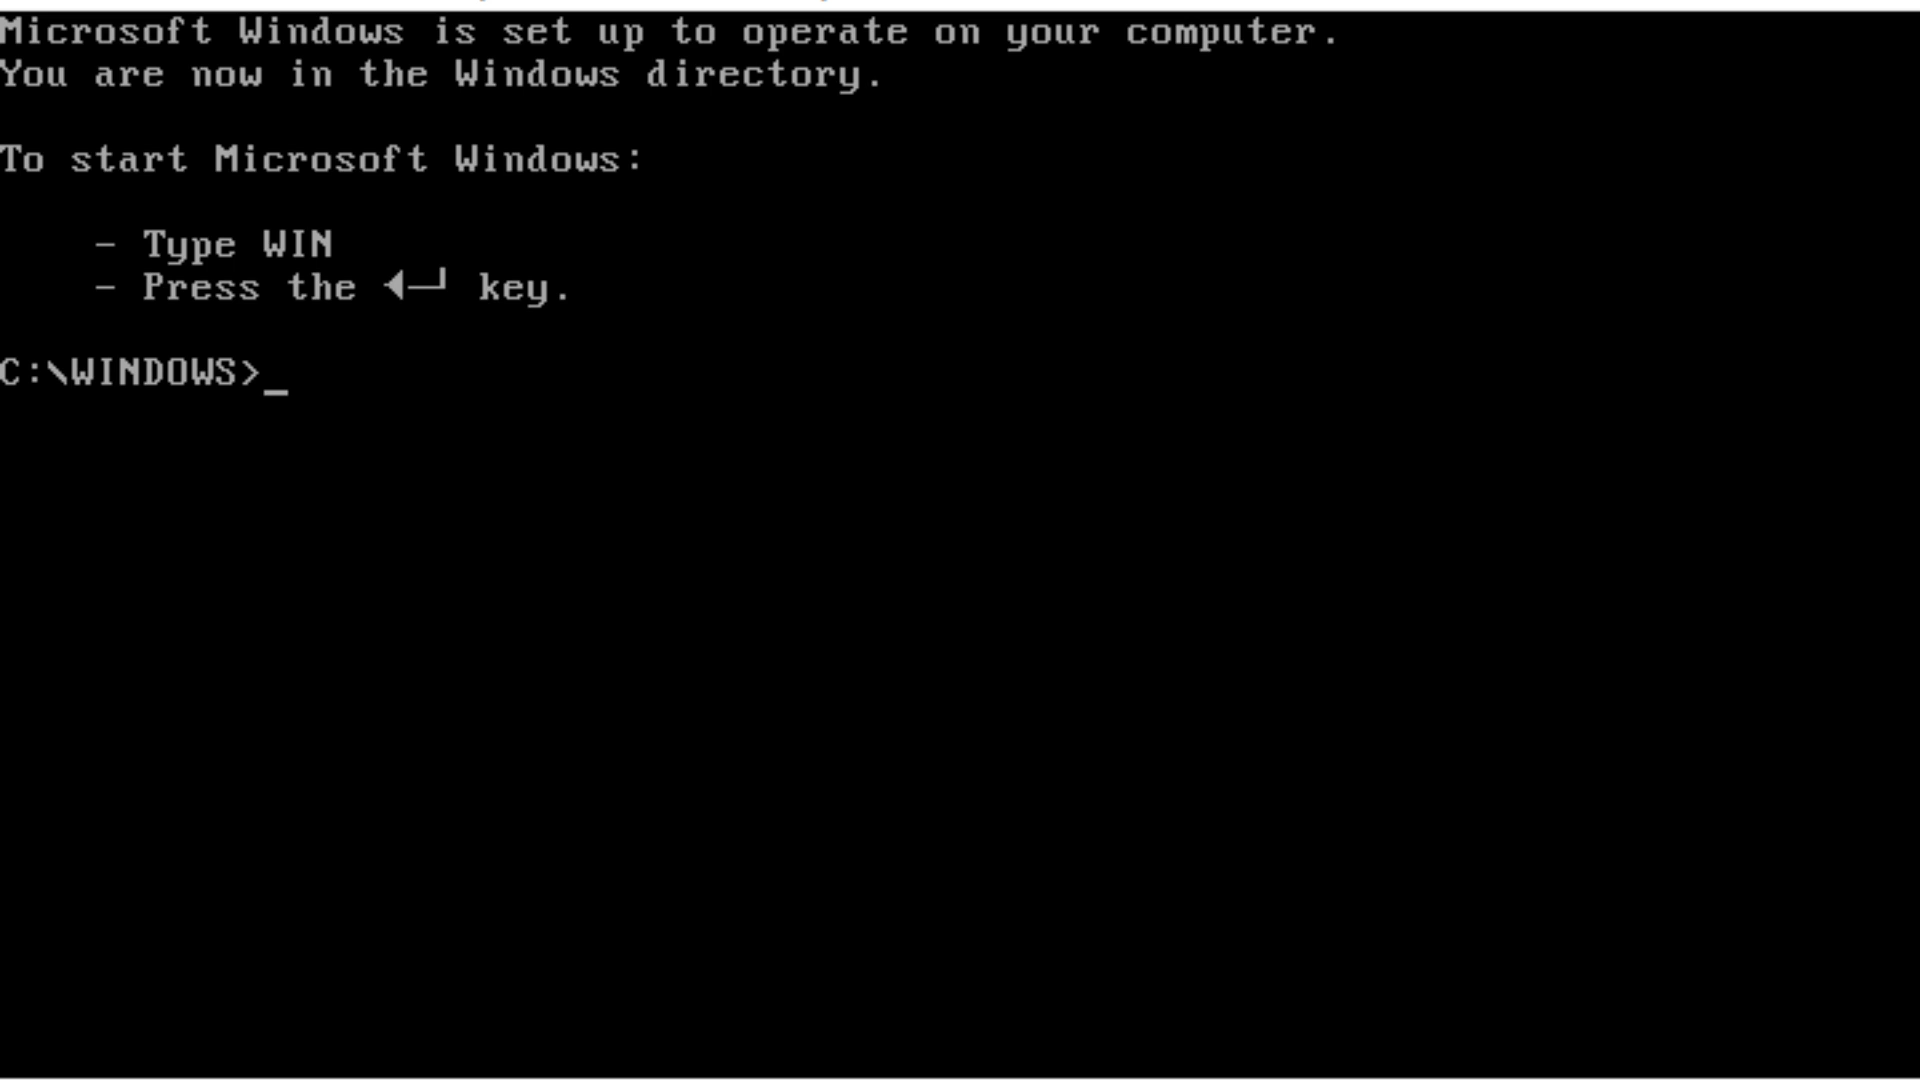 Microsoft Windows is set up to operate on your computer.
You are now in the Windows directory.
To start Microsoft Windows:
- Type WIN
- Press the ◄─┘ key.
C:\WINDOWS>_